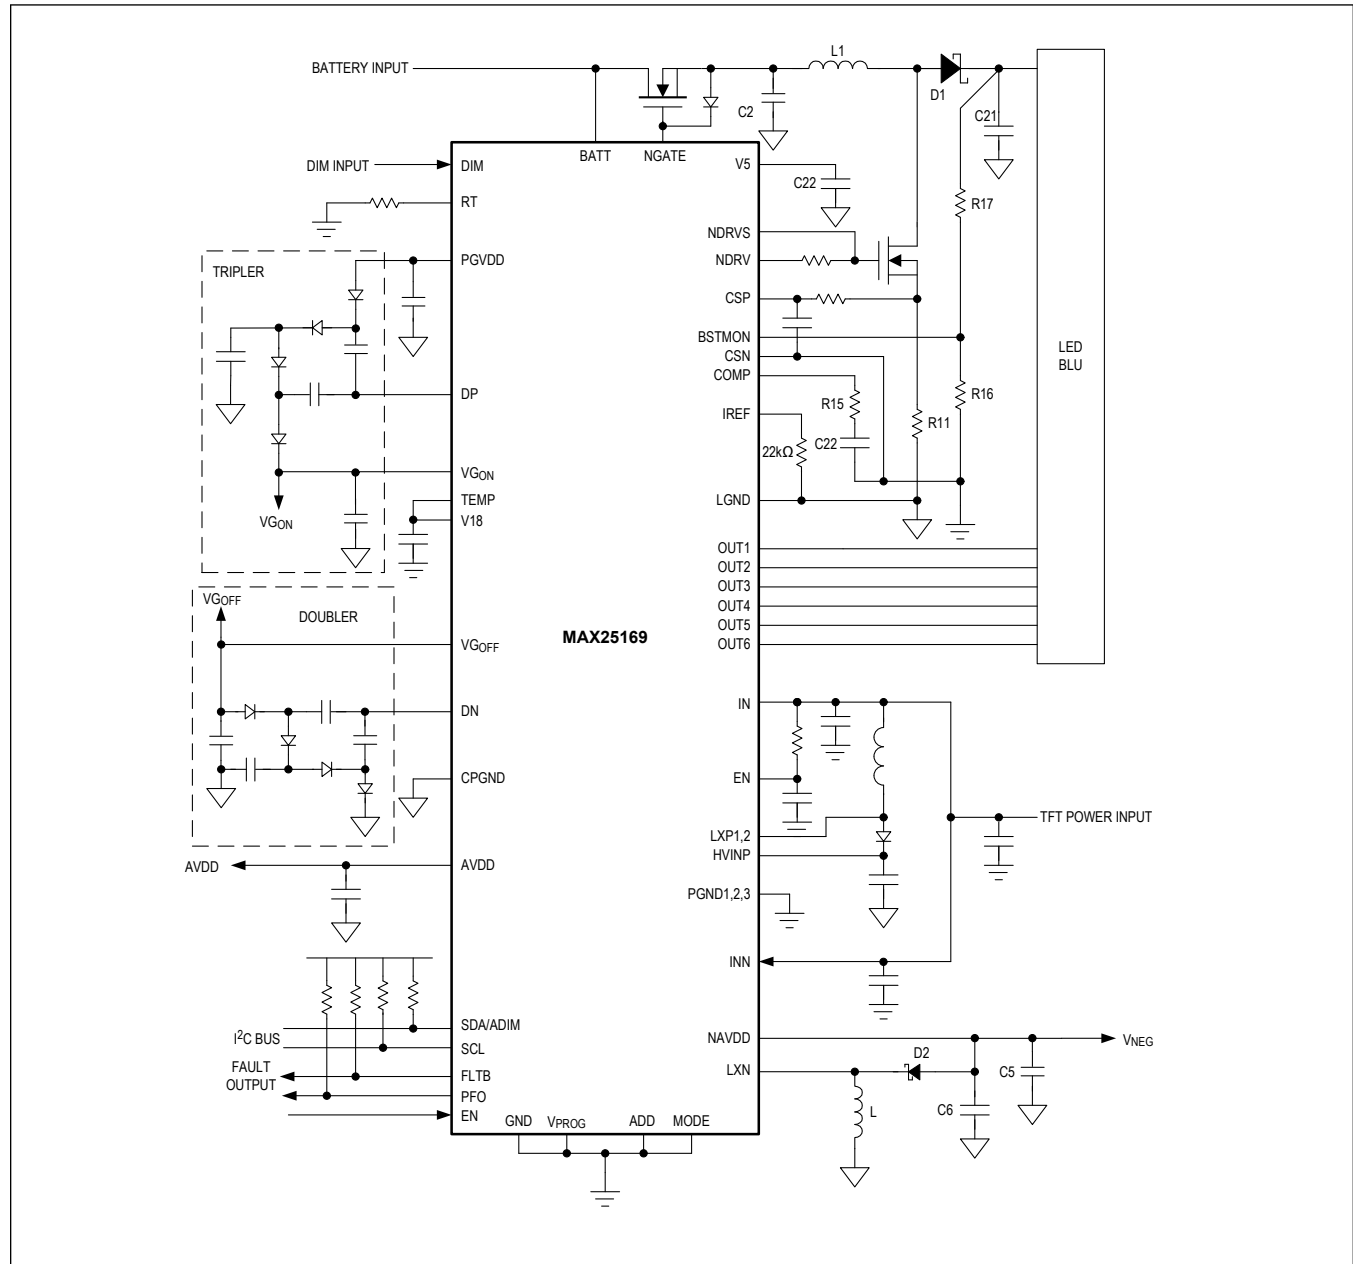 L1
BATTERY INPUT
D1
C2
C21
BATT
NGATE
DIM INPUT
DIM
V5
C22
RT
R17
NDRVS
PGVDD
NDRV
TRIPLER
CSP
BSTMON
CSN
LED
BLU
COMP
DP
R15
R16
IREF
R11
22kΩ
C22
VGON
TEMP
LGND
V18
VGON
OUT1
OUT2
OUT3
OUT4
OUT5
OUT6
VGOFF
DOUBLER
MAX25169
VGOFF
IN
DN
EN
CPGND
TFT POWER INPUT
LXP1,2
HVINP
AVDD
AVDD
PGND1,2,3
INN
SDA/ADIM
I2C BUS
SCL
NAVDD
VNEG
FAULT
OUTPUT
FLTB
PFO
EN
LXN
D2
C5
L
C6
GND
VPROG
ADD
MODE